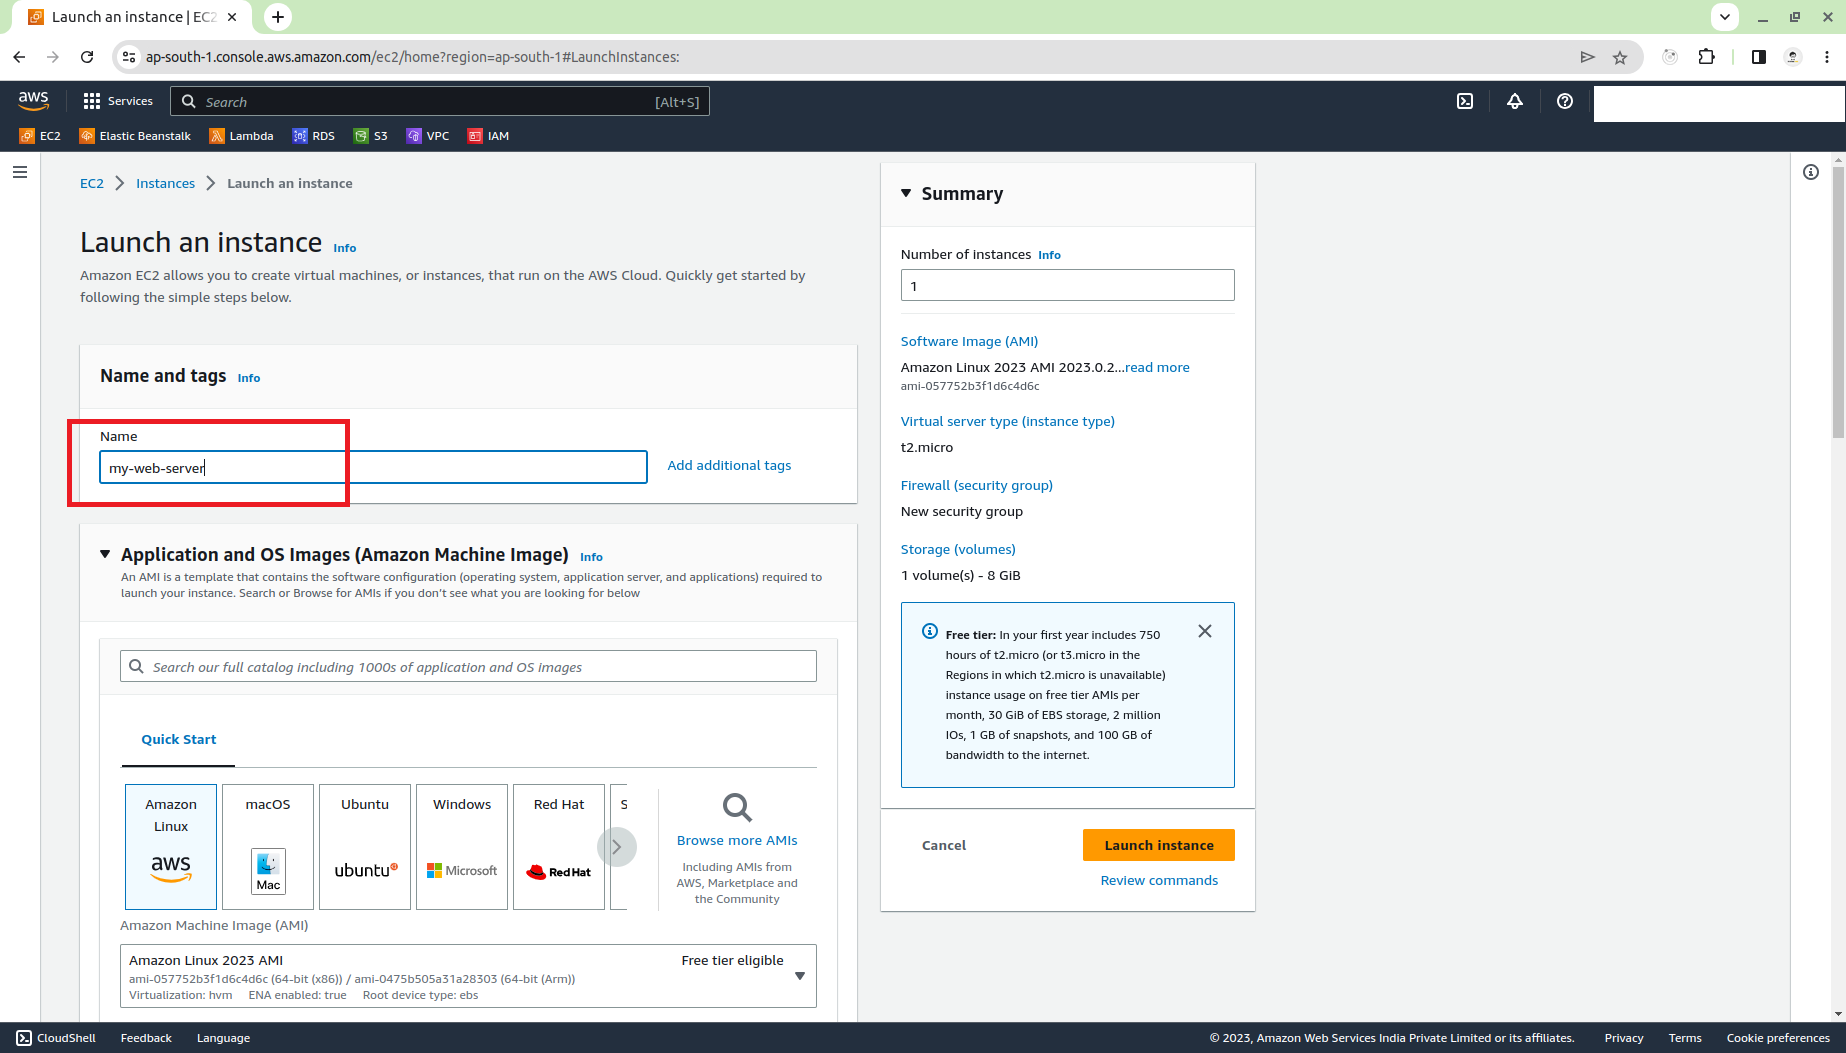 Launch an instance | EC2
ap-south-1.console.aws.amazon.com/ec2/home?region=ap-south-1#LaunchInstances:
aws
Services
Search
[Alt+S]
EC2
Elastic Beanstalk
Lambda
RDS
S3
VPC
IAM
EC2
Instances
Launch an instance
Launch an instance
Info
Amazon EC2 allows you to create virtual machines, or instances, that run on the AWS Cloud. Quickly get started by
following the simple steps below.
Name and tags
Info
Name
my-web-server
Add additional tags
Application and OS Images (Amazon Machine Image)
Info
An AMI is a template that contains the software configuration (operating system, application server, and applications) required to
launch your instance. Search or Browse for AMIs if you don't see what you are looking for below
Search our full catalog including 1000s of application and OS images
Quick Start
Amazon
Linux
aws
macOS
Mac
Ubuntu
ubuntu
Windows
Microsoft
Red Hat
Red Hat
S
Browse more AMIs
Including AMIs from
AWS, Marketplace and
the Community
Amazon Machine Image (AMI)
Amazon Linux 2023 AMI
Free tier eligible
ami-057752b3f1d6c4d6c (64-bit (x86)) / ami-0475b505a31a28303 (64-bit (Arm))
Virtualization: hvm
ENA enabled: true
Root device type: ebs
Summary
Number of instances
Info
1
Software Image (AMI)
Amazon Linux 2023 AMI 2023.0.2...read more
ami-057752b3f1d6c4d6c
Virtual server type (instance type)
t2.micro
Firewall (security group)
New security group
Storage (volumes)
1 volume(s) - 8 GiB
Free tier: In your first year includes 750
hours of t2.micro (or t3.micro in the
Regions in which t2.micro is unavailable)
instance usage on free tier AMIs per
month, 30 GiB of EBS storage, 2 million
IOs, 1 GB of snapshots, and 100 GB of
bandwidth to the internet.
Cancel
Launch instance
Review commands
CloudShell
Feedback
Language
© 2023, Amazon Web Services India Private Limited or its affiliates.
Privacy
Terms
Cookie preferences